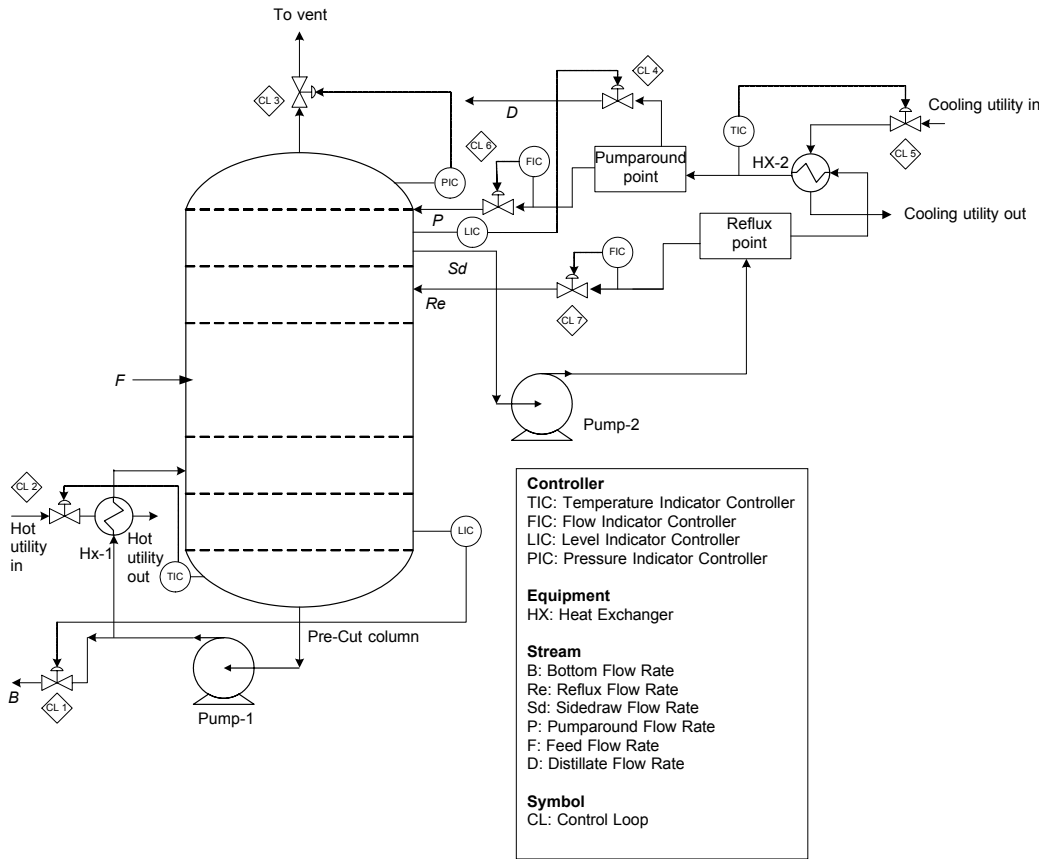 To vent
CL 3
CL 4
D
CL 6
FIC
PIC
P
LIC
Sd
Re
Pumparound
point
TIC
HX-2
CL 5
Cooling utility in
Cooling utility out
Reflux
point
FIC
CL 7
F
Pump-2
CL 2
Hot
utility
in
Hx-1
Hot
utility
out
TIC
LIC
Pre-Cut column
B
CL 1
Pump-1
Controller
TIC: Temperature Indicator Controller
FIC: Flow Indicator Controller
LIC: Level Indicator Controller
PIC: Pressure Indicator Controller
Equipment
HX: Heat Exchanger
Stream
B: Bottom Flow Rate
Re: Reflux Flow Rate
Sd: Sidedraw Flow Rate
P: Pumparound Flow Rate
F: Feed Flow Rate
D: Distillate Flow Rate
Symbol
CL: Control Loop